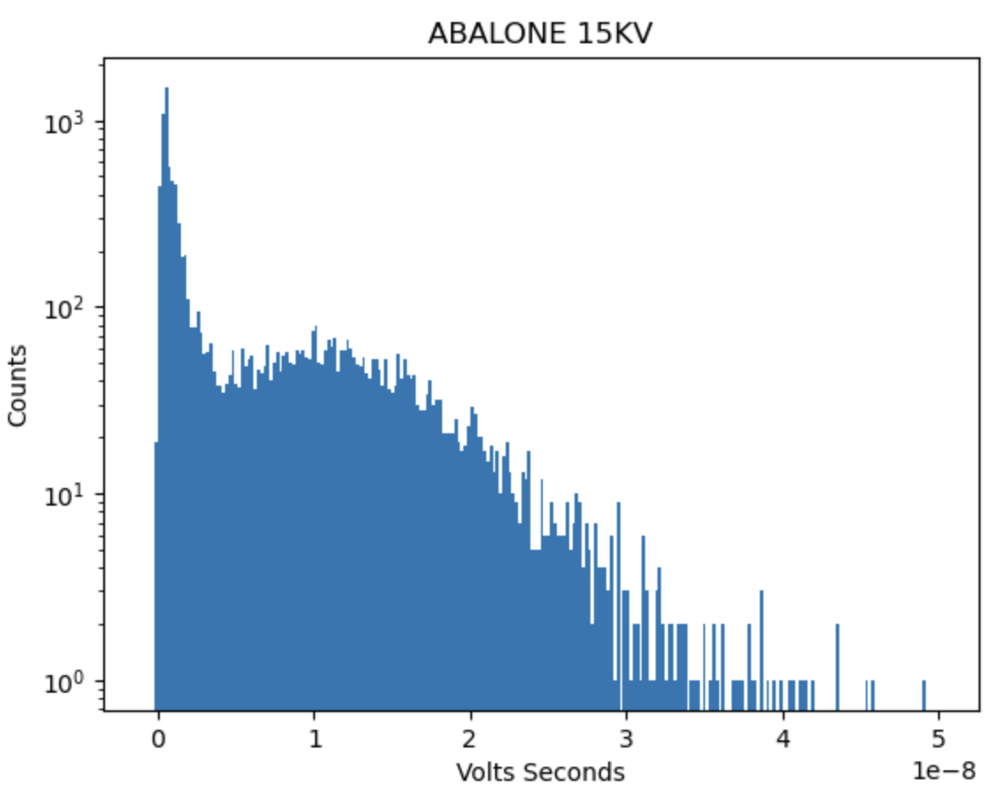 ABALONE 15KV
10³
10²
10¹
10⁰
Counts
0 1 2 3 4 5
Volts Seconds
1e−8